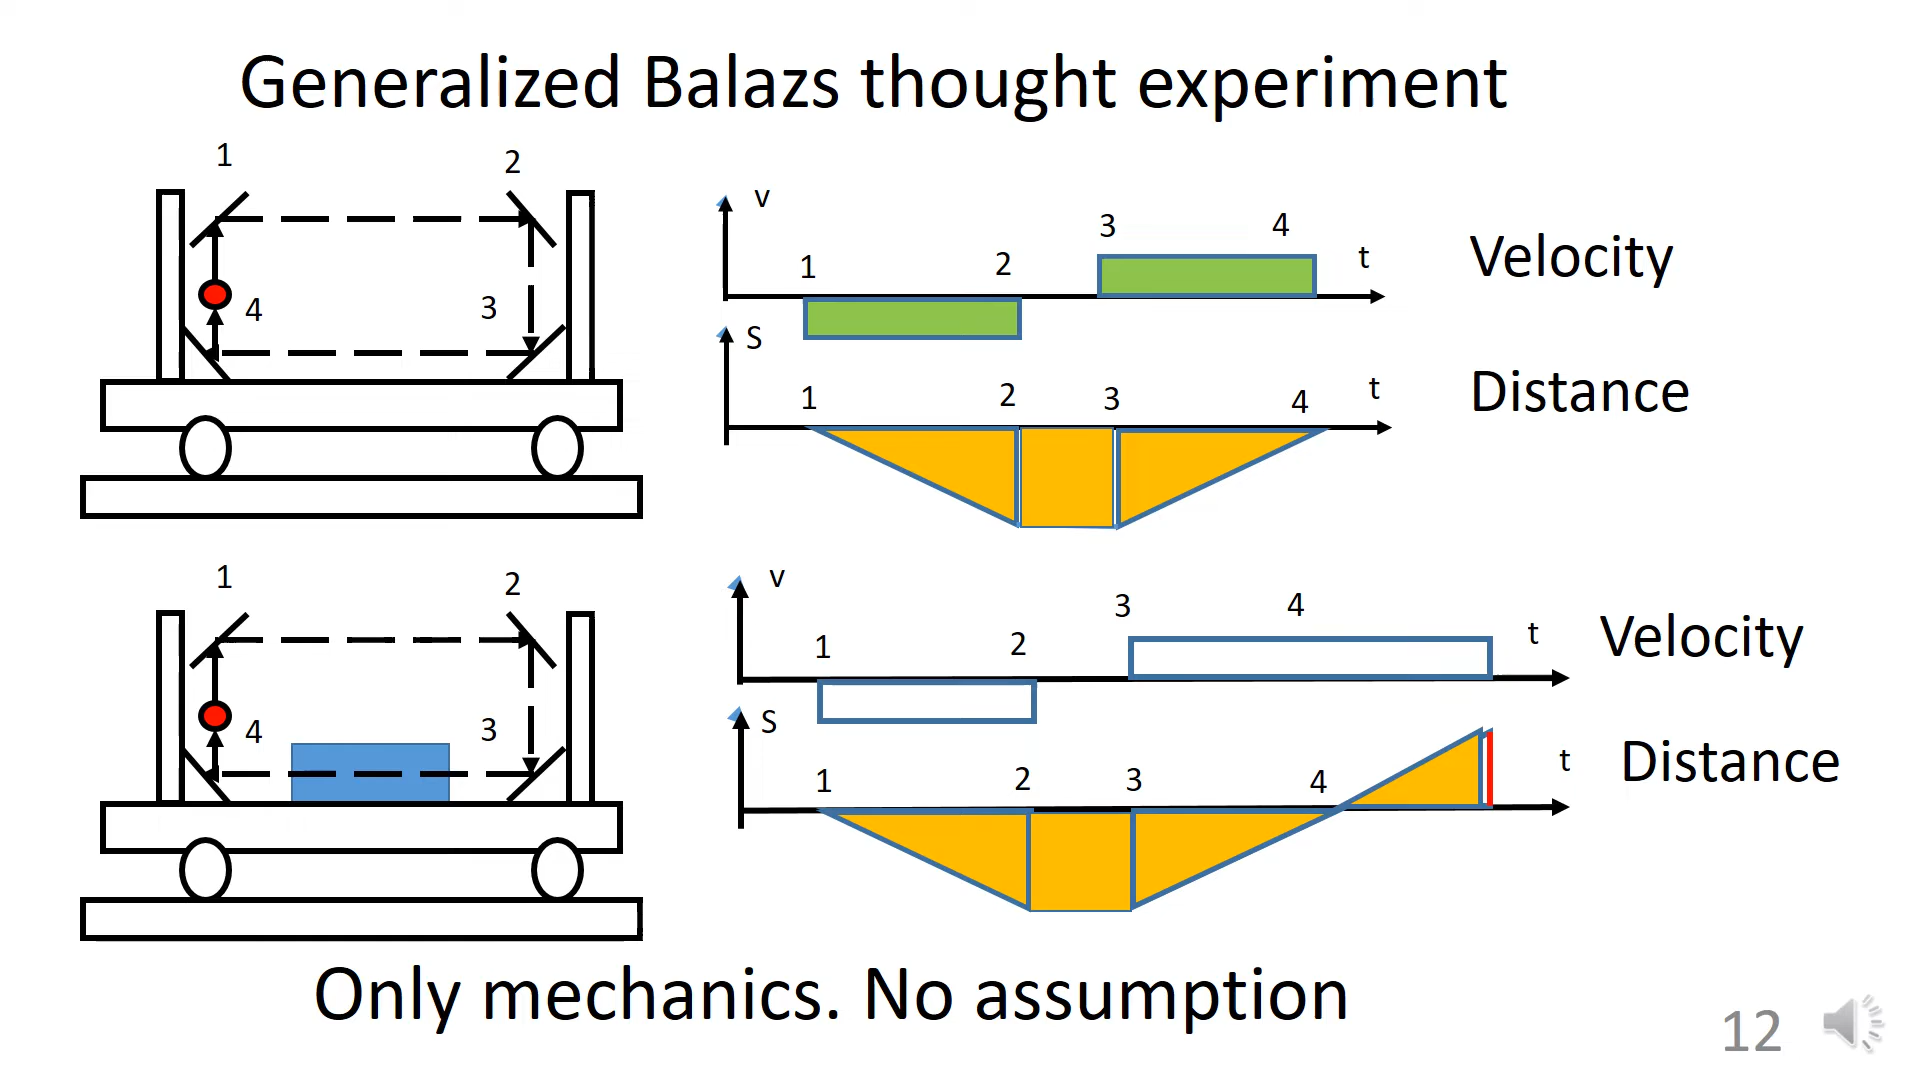 Generalized Balazs thought experiment
1 2
4 3
v
1 2 3 4 t
Velocity
S
1 2 3 4 t
Distance
1 2
4 3
v
1 2 3 4 t
Velocity
S
1 2 3 4 t
Distance
Only mechanics. No assumption
12